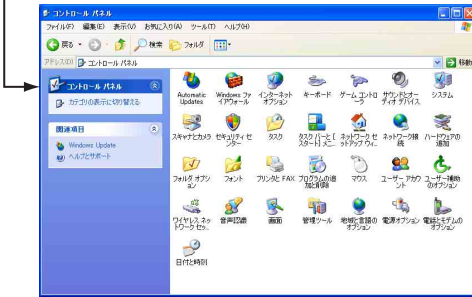 コントロール パネル
ファイル(F) 編集(E) 表示(V) お気に入り(A) ツール(T) ヘルプ(H)
戻る 検索 フォルダ
アドレス(D) コントロール パネル 移動
コントロール パネル
カテゴリの表示に切り替える
関連項目
Windows Update
ヘルプとサポート
Automatic Updates
Windows ファイアウォール
インターネット オプション
キーボード
ゲーム コントローラ
サウンドとオーディオ デバイス
システム
スキャナとカメラ
セキュリティ センター
タスク
タスク バーと [スタート] メニ...
ネットワーク セットアップ ウィ...
ネットワーク接続
ハードウェアの追加
フォルダ オプション
フォント
プリンタと FAX
プログラムの追加と削除
マウス
ユーザー アカウント
ユーザー補助のオプション
ワイヤレス ネットワーク セッ...
音声認識
画面
管理ツール
地域と言語のオプション
電源オプション
電話とモデムのオプション
日付と時刻